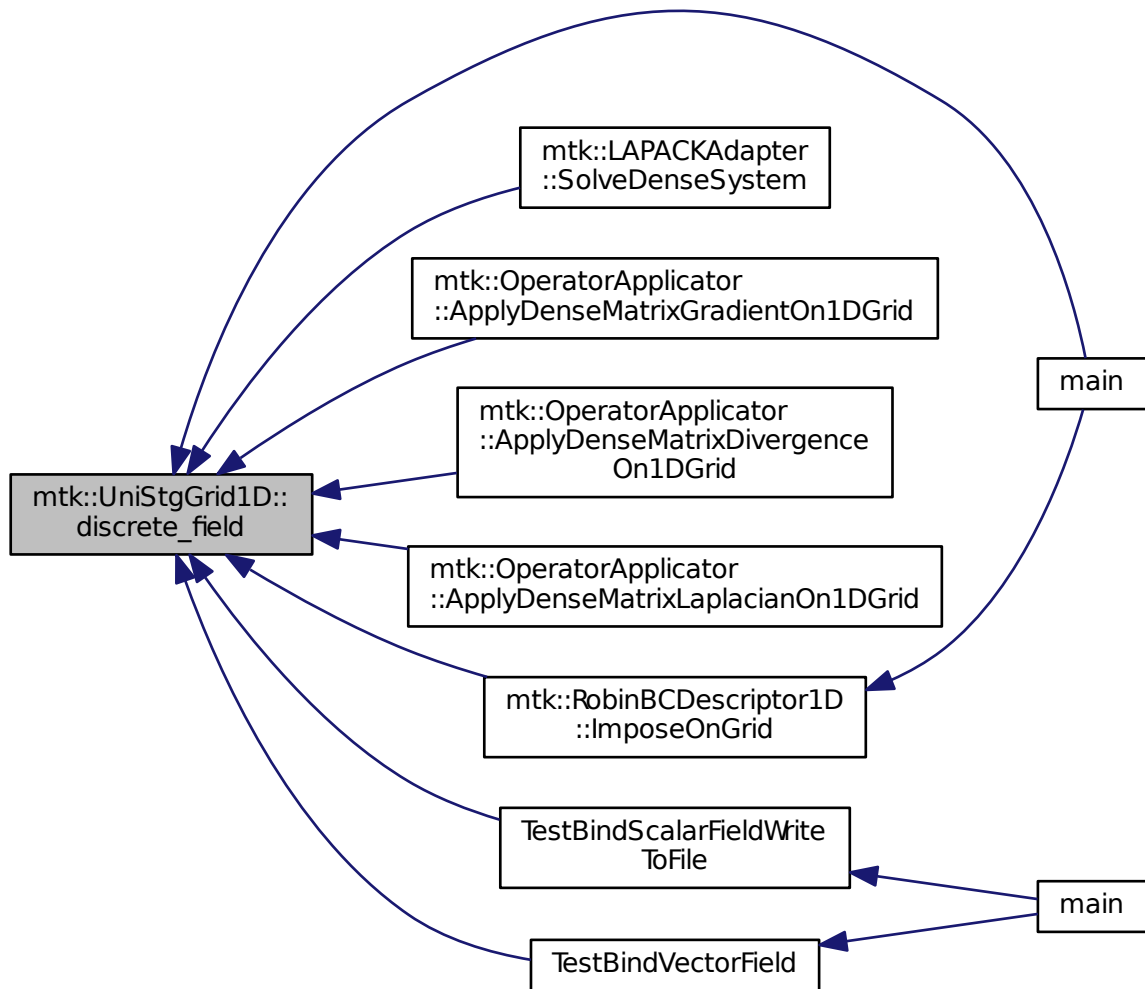 mtk::LAPACKAdapter
::SolveDenseSystem
mtk::OperatorApplicator
::ApplyDenseMatrixGradientOn1DGrid
main
mtk::OperatorApplicator
::ApplyDenseMatrixDivergence
On1DGrid
mtk::UniStgGrid1D::
discrete_field
mtk::OperatorApplicator
::ApplyDenseMatrixLaplacianOn1DGrid
mtk::RobinBCDescriptor1D
::ImposeOnGrid
TestBindScalarFieldWrite
ToFile
main
TestBindVectorField